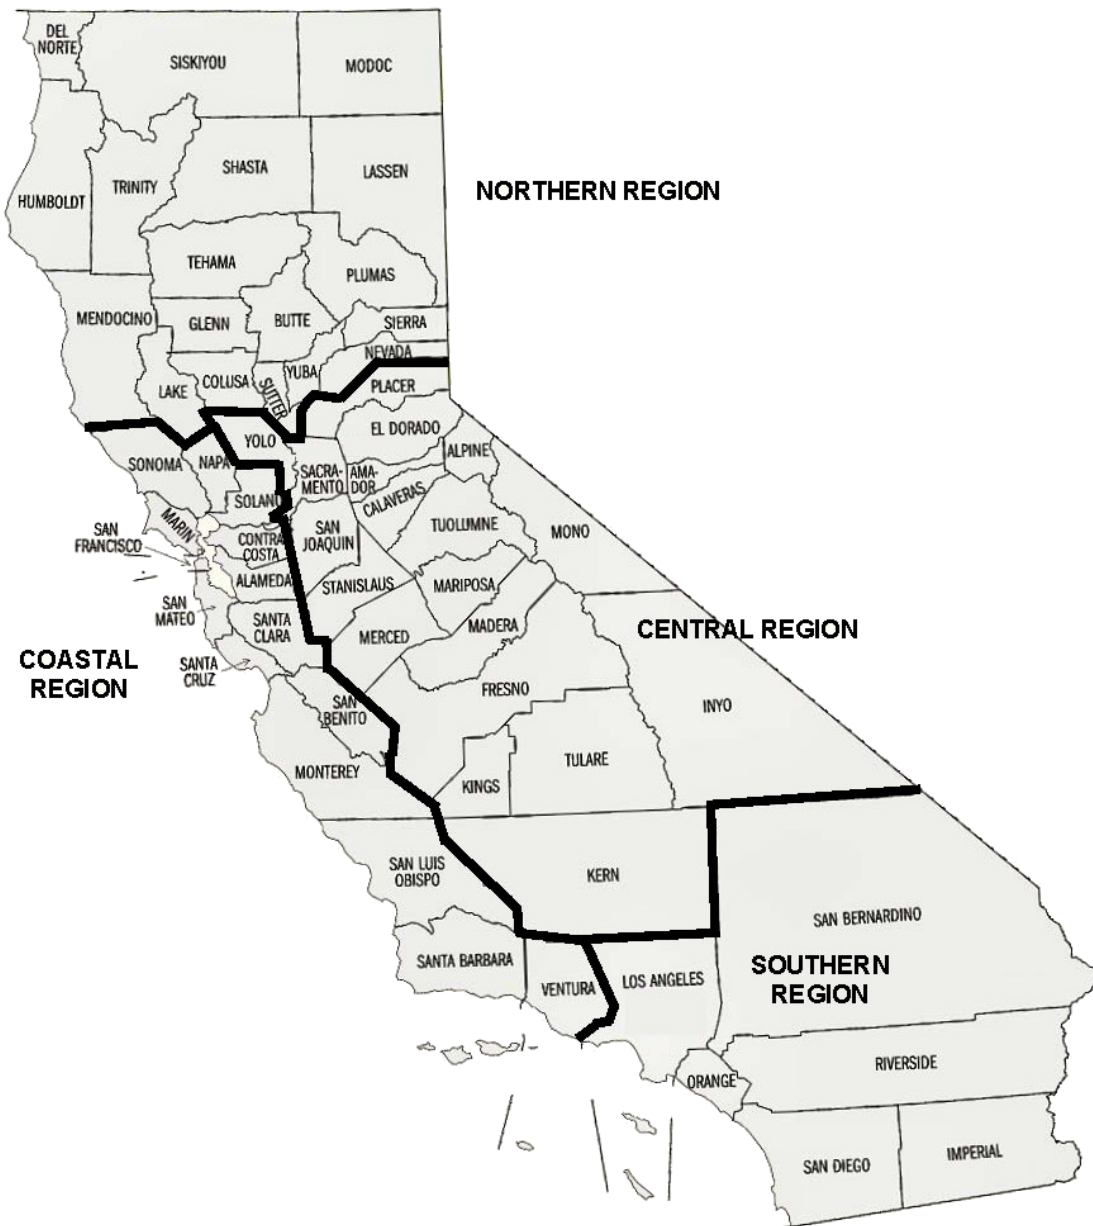 DEL
NORTE
SISKIYOU
MODOC
HUMBOLDT
TRINITY
SHASTA
LASSEN
NORTHERN REGION
TEHAMA
PLUMAS
MENDOCINO
GLENN
BUTTE
SIERRA
NEVADA
LAKE
COLUSA
SUTTER
YUBA
PLACER
SONOMA
NAPA
YOLO
EL DORADO
ALPINE
SACRA-
MENTO
AMA-
DOR
SOLANO
CALAVERAS
MARIN
SAN
FRANCISCO
CONTRA
COSTA
SAN
JOAQUIN
TUOLUMNE
MONO
ALAMEDA
STANISLAUS
MARIPOSA
SAN
MATEO
SANTA
CLARA
MERCED
MADERA
CENTRAL REGION
COASTAL
REGION
SANTA
CRUZ
SAN
BENITO
FRESNO
INYO
MONTEREY
KINGS
TULARE
SAN LUIS
OBISPO
KERN
SAN BERNARDINO
SANTA BARBARA
VENTURA
LOS ANGELES
SOUTHERN
REGION
ORANGE
RIVERSIDE
SAN DIEGO
IMPERIAL